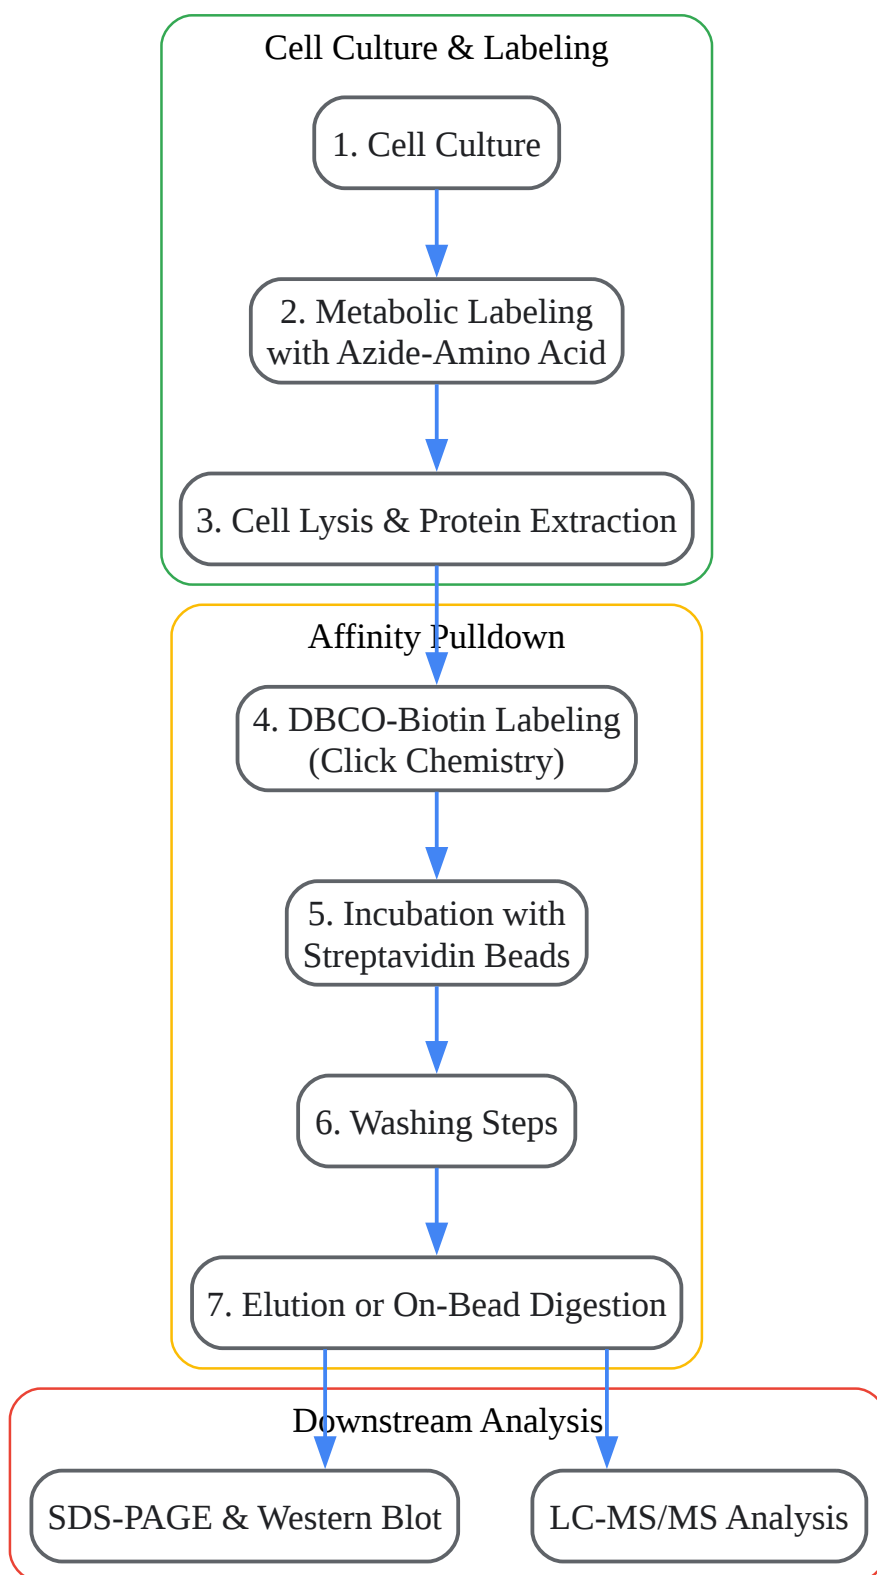 Cell Culture & Labeling
1. Cell Culture
2. Metabolic Labeling
with Azide-Amino Acid
3. Cell Lysis & Protein Extraction
Affinity Pulldown
4. DBCO-Biotin Labeling
(Click Chemistry)
5. Incubation with
Streptavidin Beads
6. Washing Steps
7. Elution or On-Bead Digestion
Downstream Analysis
SDS-PAGE & Western Blot
LC-MS/MS Analysis